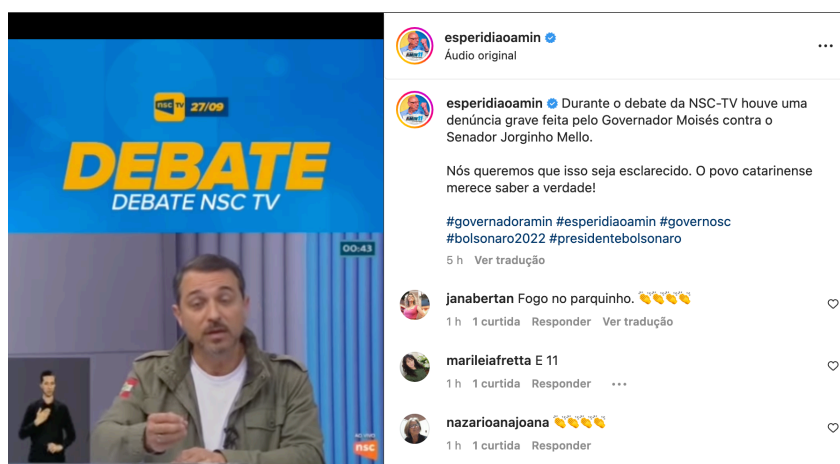 nsc TV 27/09
DEBATE
DEBATE NSC TV
00:43
AO VIVO
nsc
esperidiaoamin
Áudio original
esperidiaoamin Durante o debate da NSC-TV houve uma
denúncia grave feita pelo Governador Moisés contra o
Senador Jorginho Mello.
Nós queremos que isso seja esclarecido. O povo catarinense
merece saber a verdade!
#governadoramin #esperidiaoamin #governosc
#bolsonaro2022 #presidentebolsonaro
5 h Ver tradução
janabertan Fogo no parquinho. 👏👏👏👏
1 h 1 curtida Responder Ver tradução
marileiafretta E 11
1 h 1 curtida Responder
nazarioanajoana 👏👏👏👏
1 h 1 curtida Responder